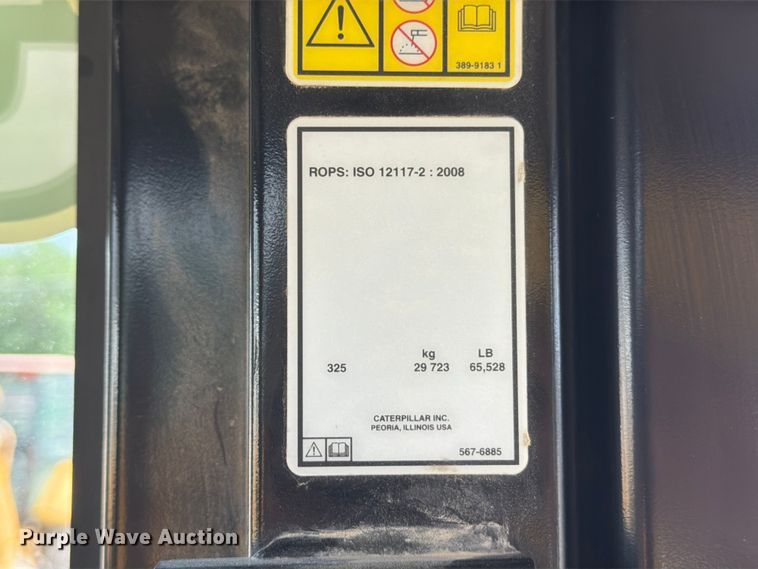 389-9183 1
ROPS: ISO 12117-2 : 2008
kg LB
325 29 723 65,528
CATERPILLAR INC.
PEORIA, ILLINOIS USA
567-6885
Purple Wave Auction®